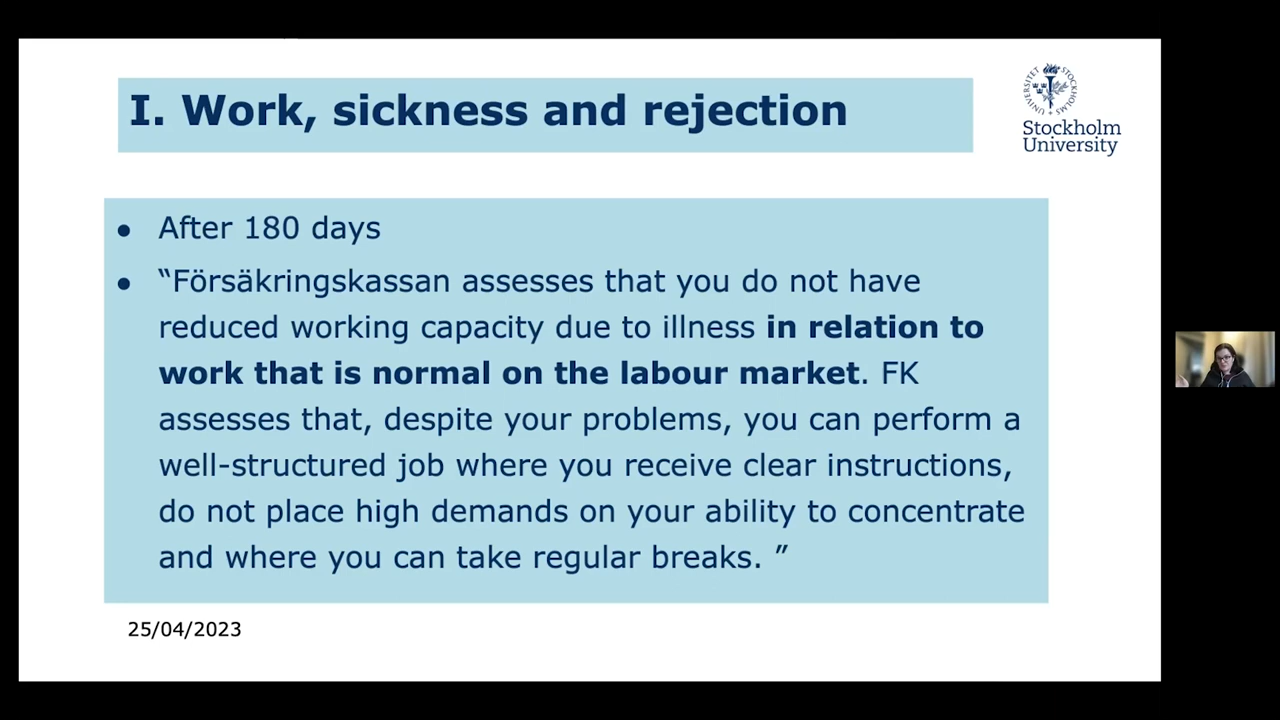 I. Work, sickness and rejection
STOCKHOLMS UNIVERSITET
Stockholm
University
• After 180 days
• “Försäkringskassan assesses that you do not have
reduced working capacity due to illness in relation to
work that is normal on the labour market. FK
assesses that, despite your problems, you can perform a
well-structured job where you receive clear instructions,
do not place high demands on your ability to concentrate
and where you can take regular breaks. ”
25/04/2023